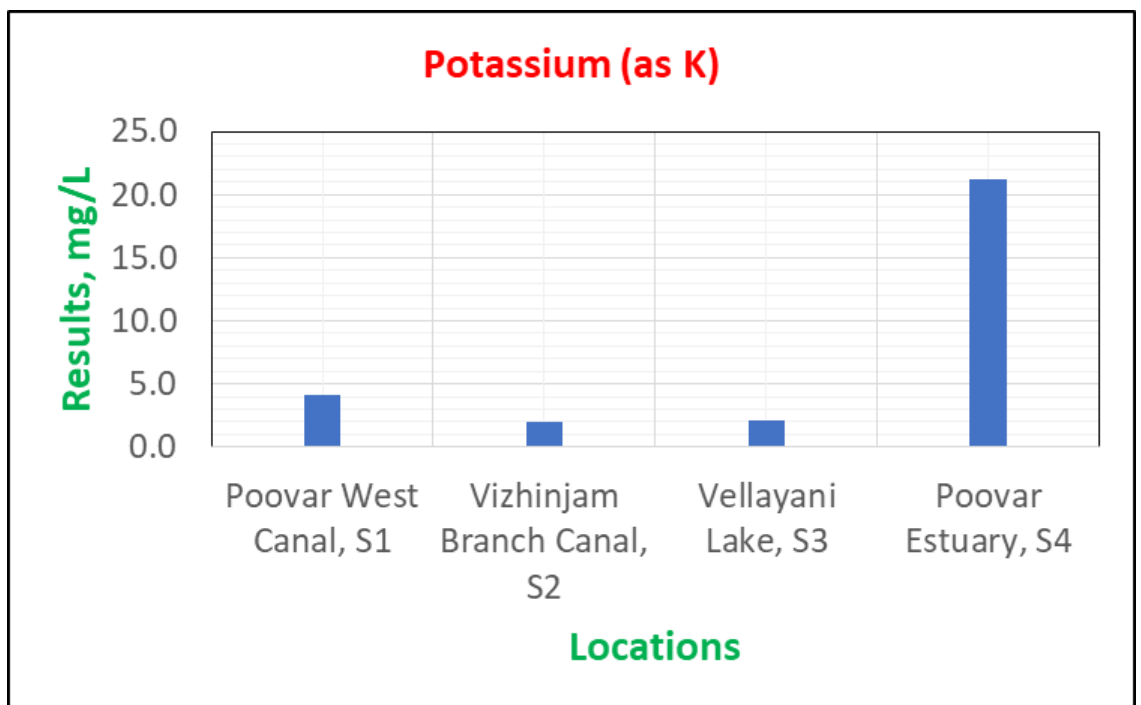 Potassium (as K)
Results, mg/L
25.0
20.0
15.0
10.0
5.0
0.0
Poovar West
Canal, S1
Vizhinjam
Branch Canal,
S2
Vellayani
Lake, S3
Poovar
Estuary, S4
Locations